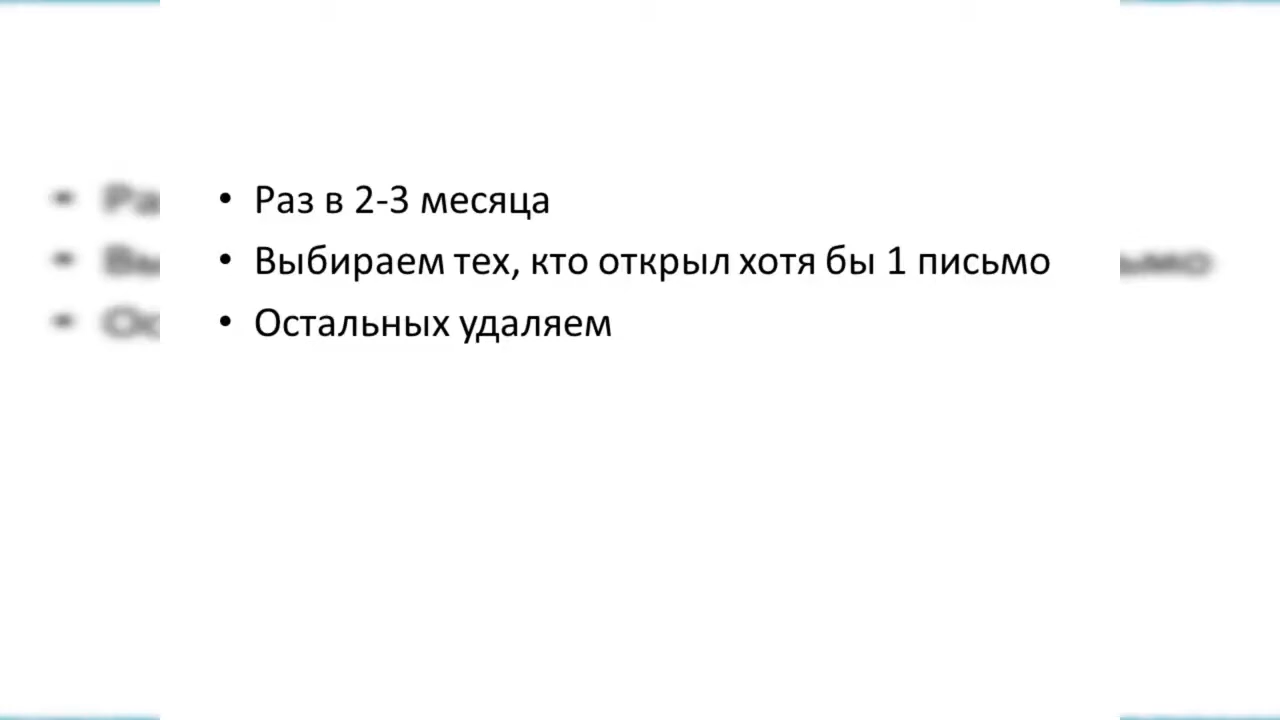 • Раз в 2-3 месяца
• Выбираем тех, кто открыл хотя бы 1 письмо
• Остальных удаляем